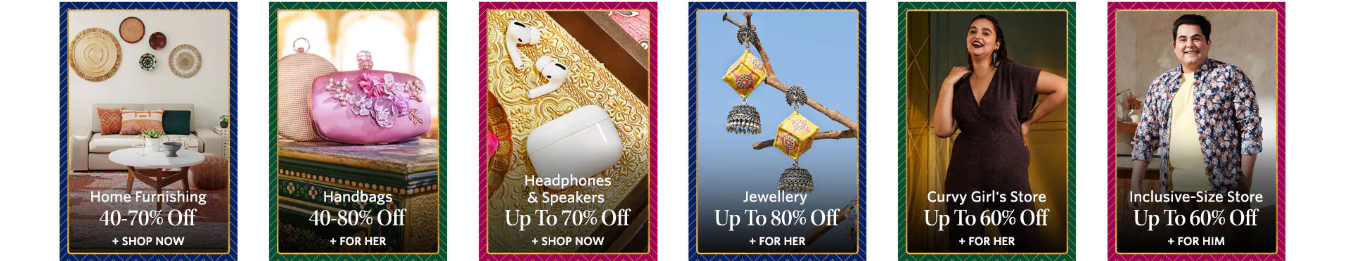 Home Furnishing
40-70% Off
+ SHOP NOW
Handbags
40-80% Off
+ FOR HER
Headphones
& Speakers
Up To 70% Off
+ SHOP NOW
Jewellery
Up To 80% Off
+ FOR HER
Curvy Girl's Store
Up To 60% Off
+ FOR HER
Inclusive-Size Store
Up To 60% Off
+ FOR HIM